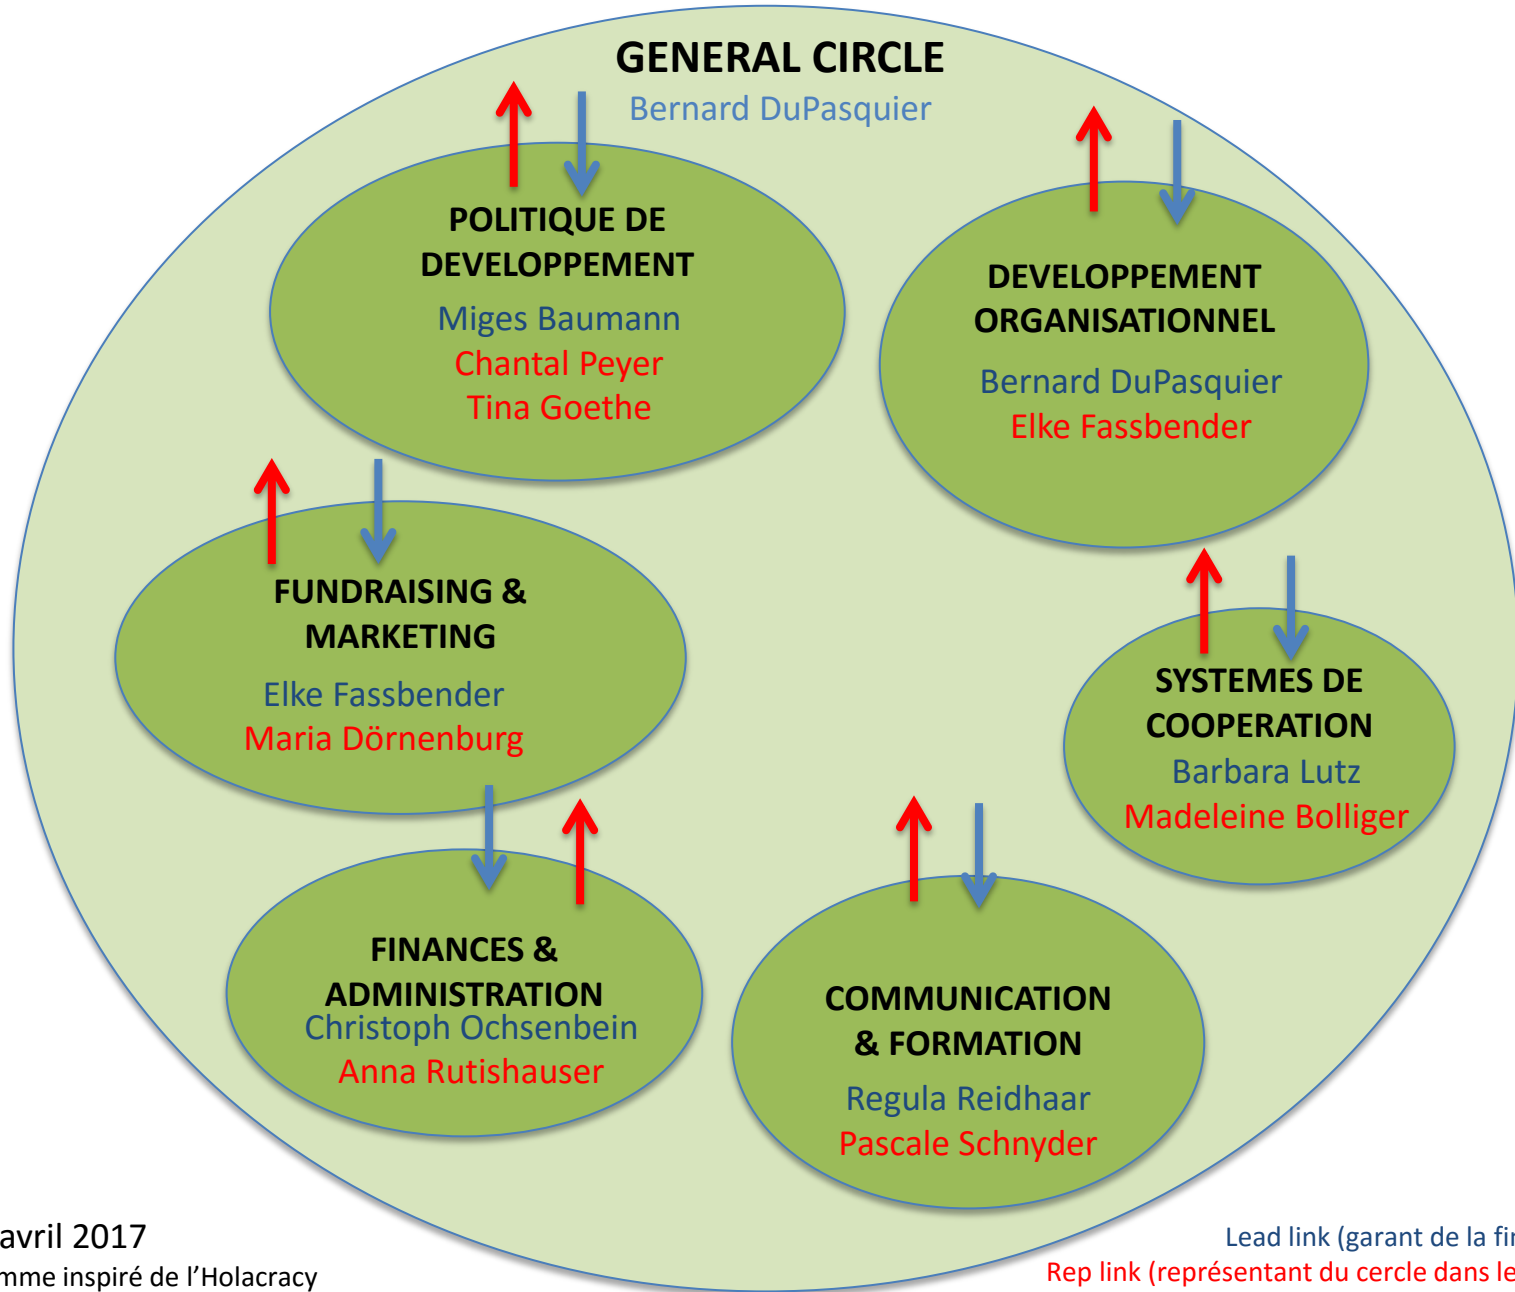 GENERAL CIRCLE
Bernard DuPasquier
POLITIQUE DE
DEVELOPPEMENT
Miges Baumann
Chantal Peyer
Tina Goethe
DEVELOPPEMENT
ORGANISATIONNEL
Bernard DuPasquier
Elke Fassbender
FUNDRAISING &
MARKETING
Elke Fassbender
Maria Dörnenburg
SYSTEMES DE
COOPERATION
Barbara Lutz
Madeleine Bolliger
FINANCES &
ADMINISTRATION
Christoph Ochsenbein
Anna Rutishauser
COMMUNICATION
& FORMATION
Regula Reidhaar
Pascale Schnyder
avril 2017
mme inspiré de l’Holacracy
Lead link (garant de la fin
Rep link (représentant du cercle dans le